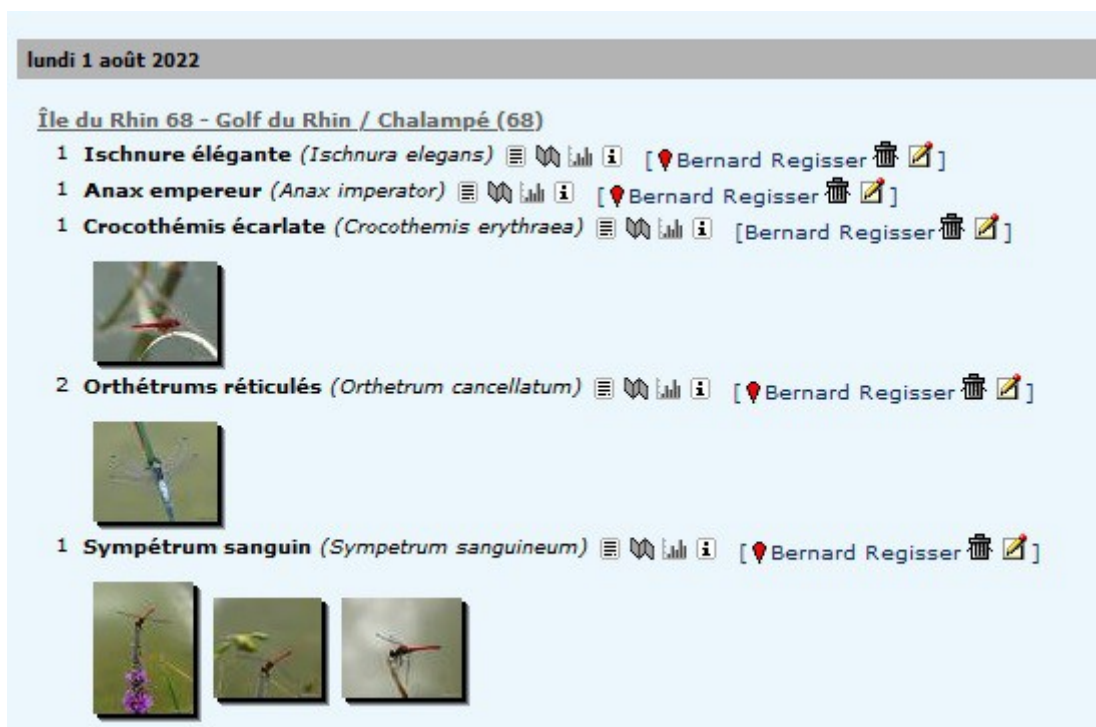 lundi 1 août 2022
Île du Rhin 68 - Golf du Rhin / Chalampé (68)
1 Ischnure élégante (Ischnura elegans) [Bernard Regisser]
1 Anax empereur (Anax imperator) [Bernard Regisser]
1 Crocothémis écarlate (Crocothemis erythraea) [Bernard Regisser]
2 Orthétrums réticulés (Orthetrum cancellatum) [Bernard Regisser]
1 Sympétrum sanguin (Sympetrum sanguineum) [Bernard Regisser]